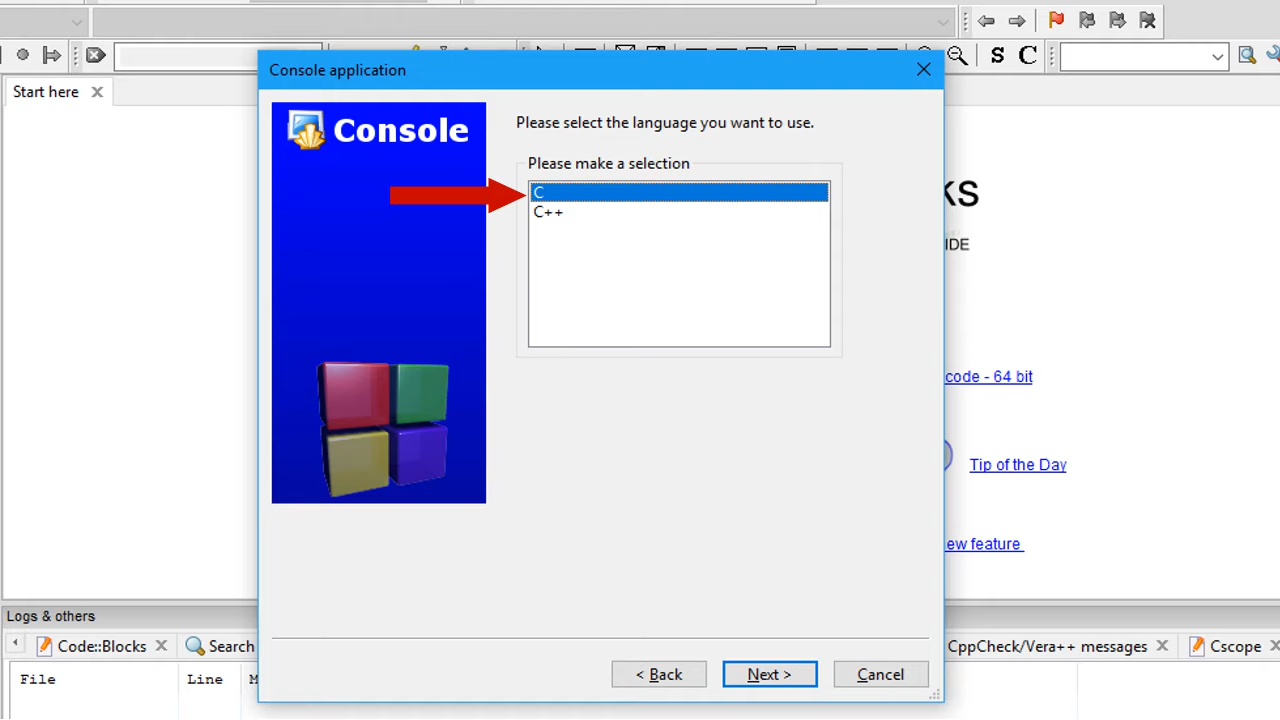 S C
Start here
Console application
Console
Please select the language you want to use.
Please make a selection
C
C++
IDE
code - 64 bit
Tip of the Day
ew feature
Logs & others
Code::Blocks
Search
CppCheck/Vera++ messages
Cscope
File Line
< Back
Next >
Cancel